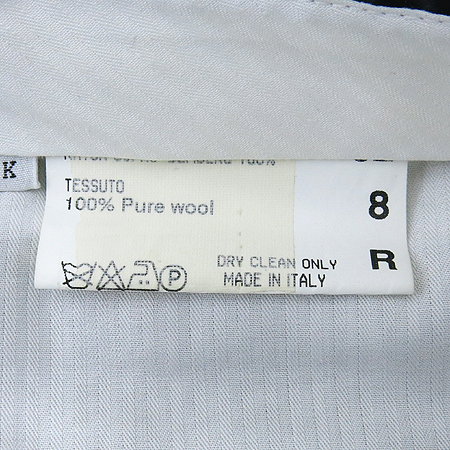 K
TESSUTO
100% Pure wool
8
DRY CLEAN ONLY
R
MADE IN ITALY
P